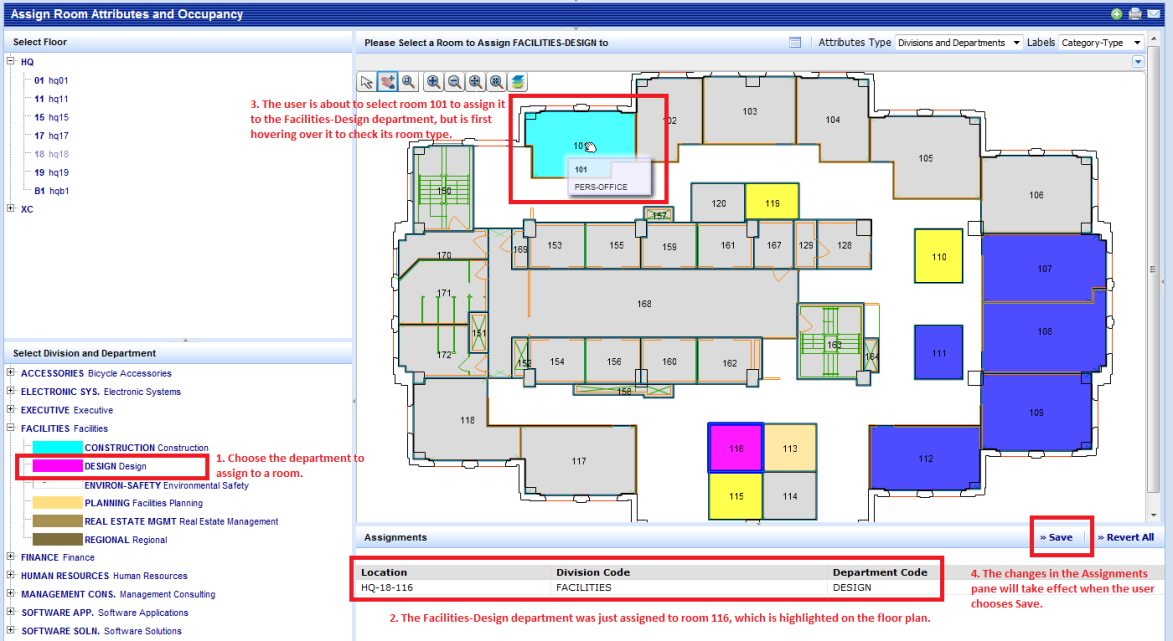 Assign Room Attributes and Occupancy
Select Floor
HQ
01 hq01
11 hq11
15 hq15
17 hq17
18 hq18
19 hq19
B1 hqb1
XC
Select Division and Department
ACCESSORIES Bicycle Accessories
ELECTRONIC SYS. Electronic Systems
EXECUTIVE Executive
FACILITIES Facilities
CONSTRUCTION Construction
DESIGN Design
ENVIRON-SAFETY Environmental Safety
PLANNING Facilities Planning
REAL ESTATE MGMT Real Estate Management
REGIONAL Regional
FINANCE Finance
HUMAN RESOURCES Human Resources
MANAGEMENT CONS. Management Consulting
SOFTWARE APP. Software Applications
SOFTWARE SOLN. Software Solutions
1. Choose the department to
assign to a room.
Please Select a Room to Assign FACILITIES-DESIGN to
Attributes Type Divisions and Departments Labels Category-Type
3. The user is about to select room 101 to assign it
to the Facilities-Design department, but is first
hovering over it to check its room type.
101
101
PERS-OFFICE
102
103
104
105
106
107
108
109
110
111
112
120
119
157
190
169
153
155
159
161
167
129
128
170
171
151
172
168
152
154
156
160
162
158
163
164
118
117
116
113
115
114
Assignments
» Save
» Revert All
Location Division Code Department Code
HQ-18-116 FACILITIES DESIGN
2. The Facilities-Design department was just assigned to room 116, which is highlighted on the floor plan.
4. The changes in the Assignments
pane will take effect when the user
chooses Save.